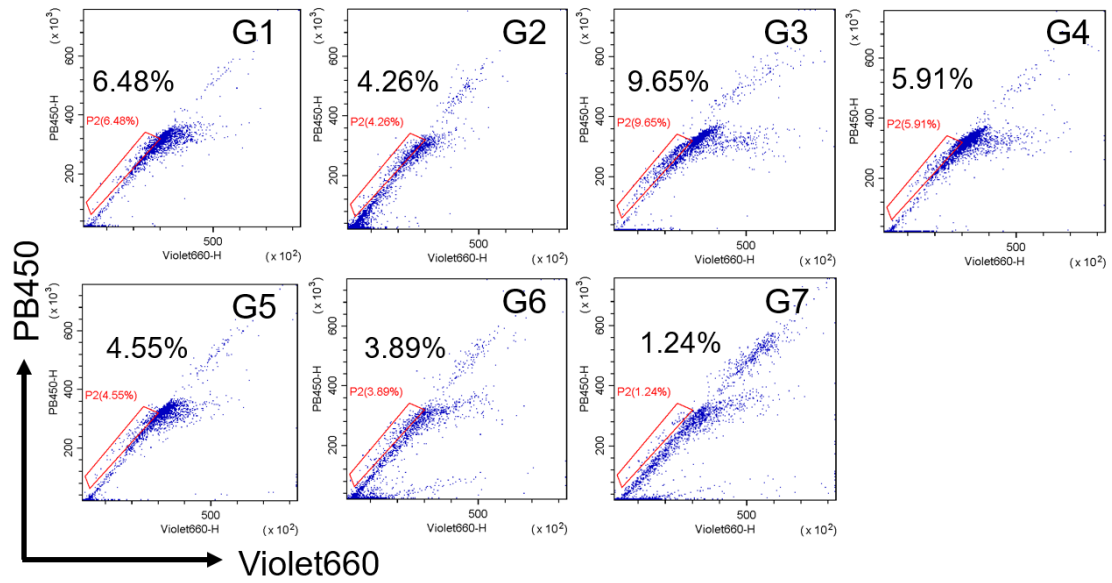 G1
6.48%
P2(6.48%)
(x 10³)
600
400
200
PB450-H
500
Violet660-H
(x 10²)
G2
4.26%
P2(4.26%)
(x 10³)
600
400
200
PB450-H
500
Violet660-H
(x 10²)
G3
9.65%
P2(9.65%)
(x 10³)
600
400
200
PB450-H
500
Violet660-H
(x 10²)
G4
5.91%
P2(5.91%)
(x 10³)
600
400
200
PB450-H
500
Violet660-H
(x 10²)
G5
4.55%
P2(4.55%)
(x 10³)
600
400
200
PB450-H
500
Violet660-H
(x 10²)
G6
3.89%
P2(3.89%)
(x 10³)
600
400
200
PB450-H
500
Violet660-H
(x 10²)
G7
1.24%
P2(1.24%)
(x 10³)
600
400
200
PB450-H
500
Violet660-H
(x 10²)
PB450
Violet660